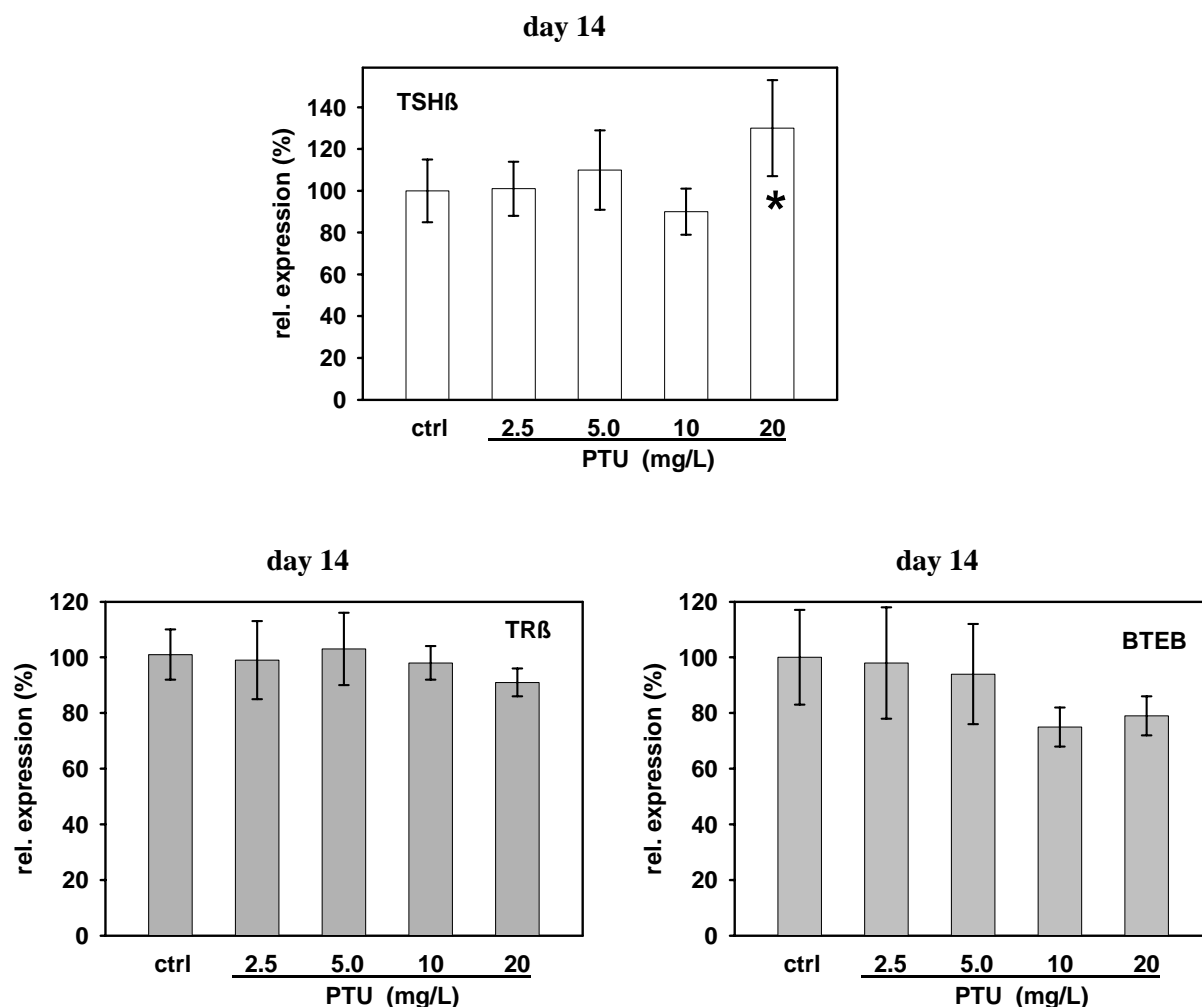 day 14
TSHß
rel. expression (%)
140
120
100
80
60
40
20
0
ctrl 2.5 5.0 10 20
PTU (mg/L)
*
day 14
TRß
rel. expression (%)
120
100
80
60
40
20
0
ctrl 2.5 5.0 10 20
PTU (mg/L)
day 14
BTEB
rel. expression (%)
120
100
80
60
40
20
0
ctrl 2.5 5.0 10 20
PTU (mg/L)